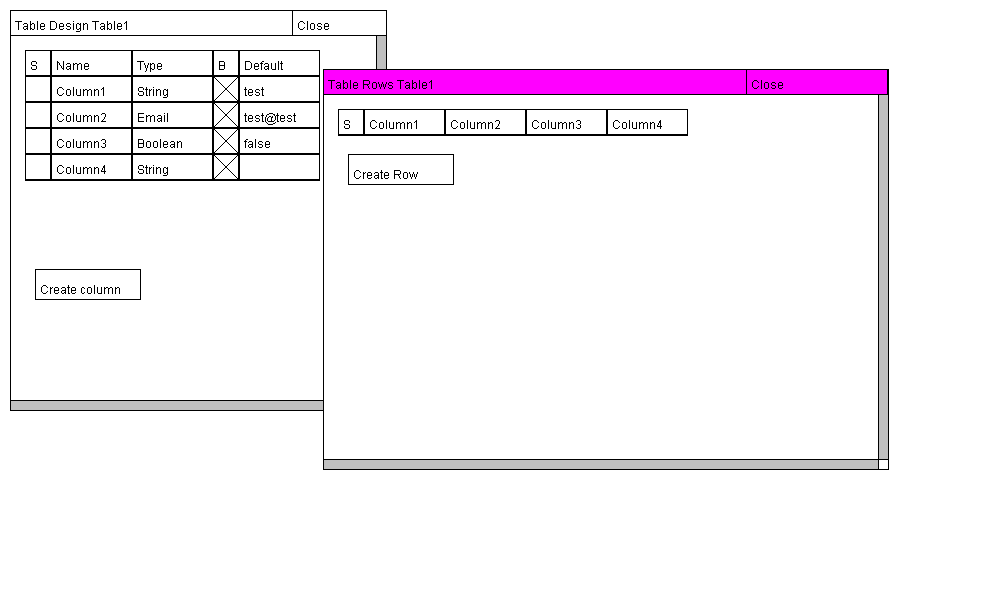 Table Design Table1 Close
S Name Type B Default
Column1 String test
Column2 Email test@test
Column3 Boolean false
Column4 String
Create column
Table Rows Table1 Close
S Column1 Column2 Column3 Column4
Create Row